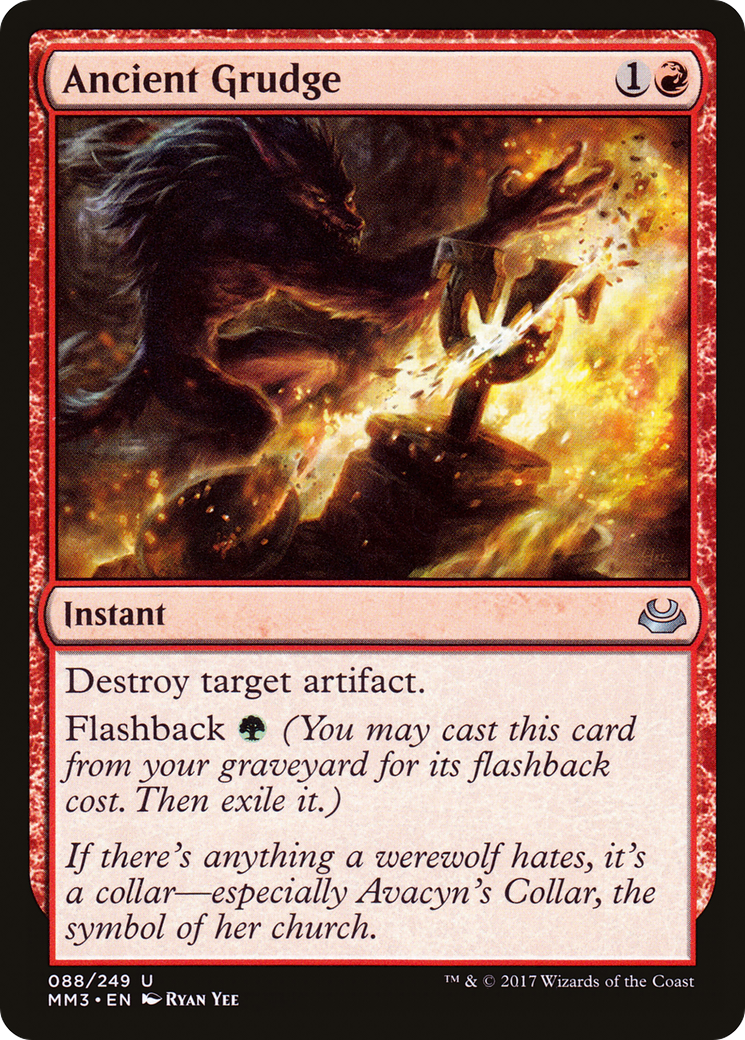 Ancient Grudge 1
Instant
Destroy target artifact.
Flashback (You may cast this card
from your graveyard for its flashback
cost. Then exile it.)
If there's anything a werewolf hates, it's
a collar—especially Avacyn's Collar, the
symbol of her church.
088/249 U
™ & © 2017 Wizards of the Coast
MM3 • EN Ryan Yee